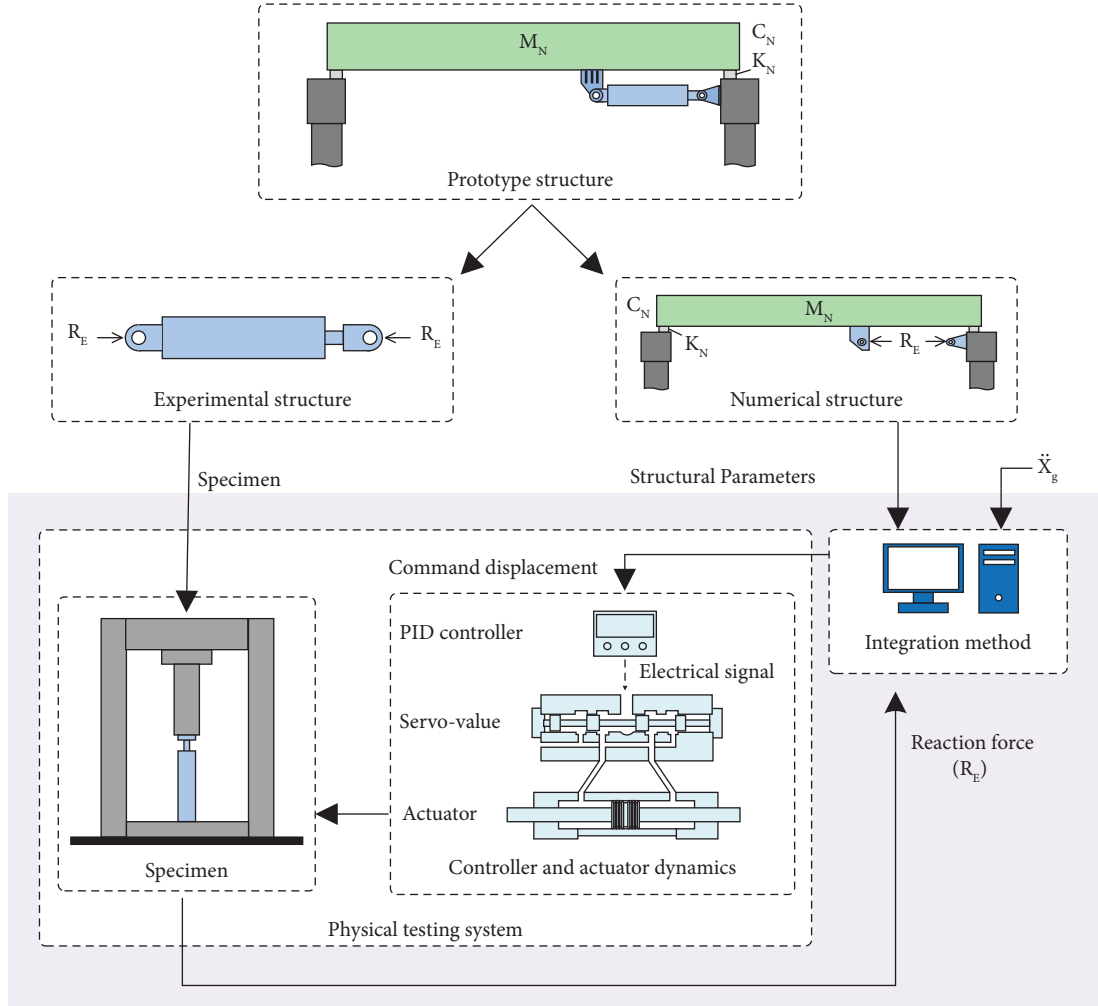 M_N
C_N
K_N
Prototype structure
R_E
R_E
Experimental structure
C_N
M_N
K_N
R_E
Numerical structure
Specimen
Structural Parameters
Ẍ_g
Command displacement
PID controller
Electrical signal
Servo-value
Actuator
Controller and actuator dynamics
Integration method
Reaction force
(R_E)
Specimen
Physical testing system